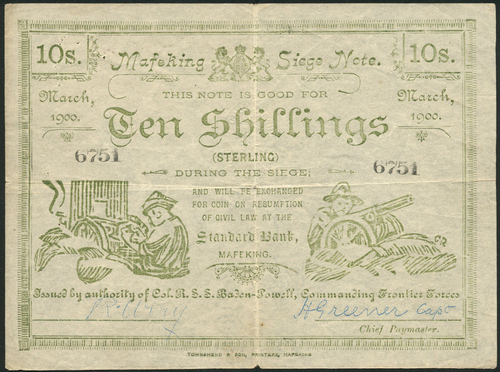 10s. Mafeking Siege Note. 10s.
March, THIS NOTE IS GOOD FOR March,
1900. Ten Shillings 1900.
6751 (STERLING) 6751
DURING THE SIEGE;
AND WILL BE EXCHANGED
FOR COIN ON RESUMPTION
OF CIVIL LAW AT THE
Standard Bank,
MAFEKING.
Issued by authority of Col. R. S. S. Baden-Powell, Commanding Frontier Forces
H Greener Capt
Chief Paymaster.
TOWNSHEND & SON, PRINTERS, MAFEKING